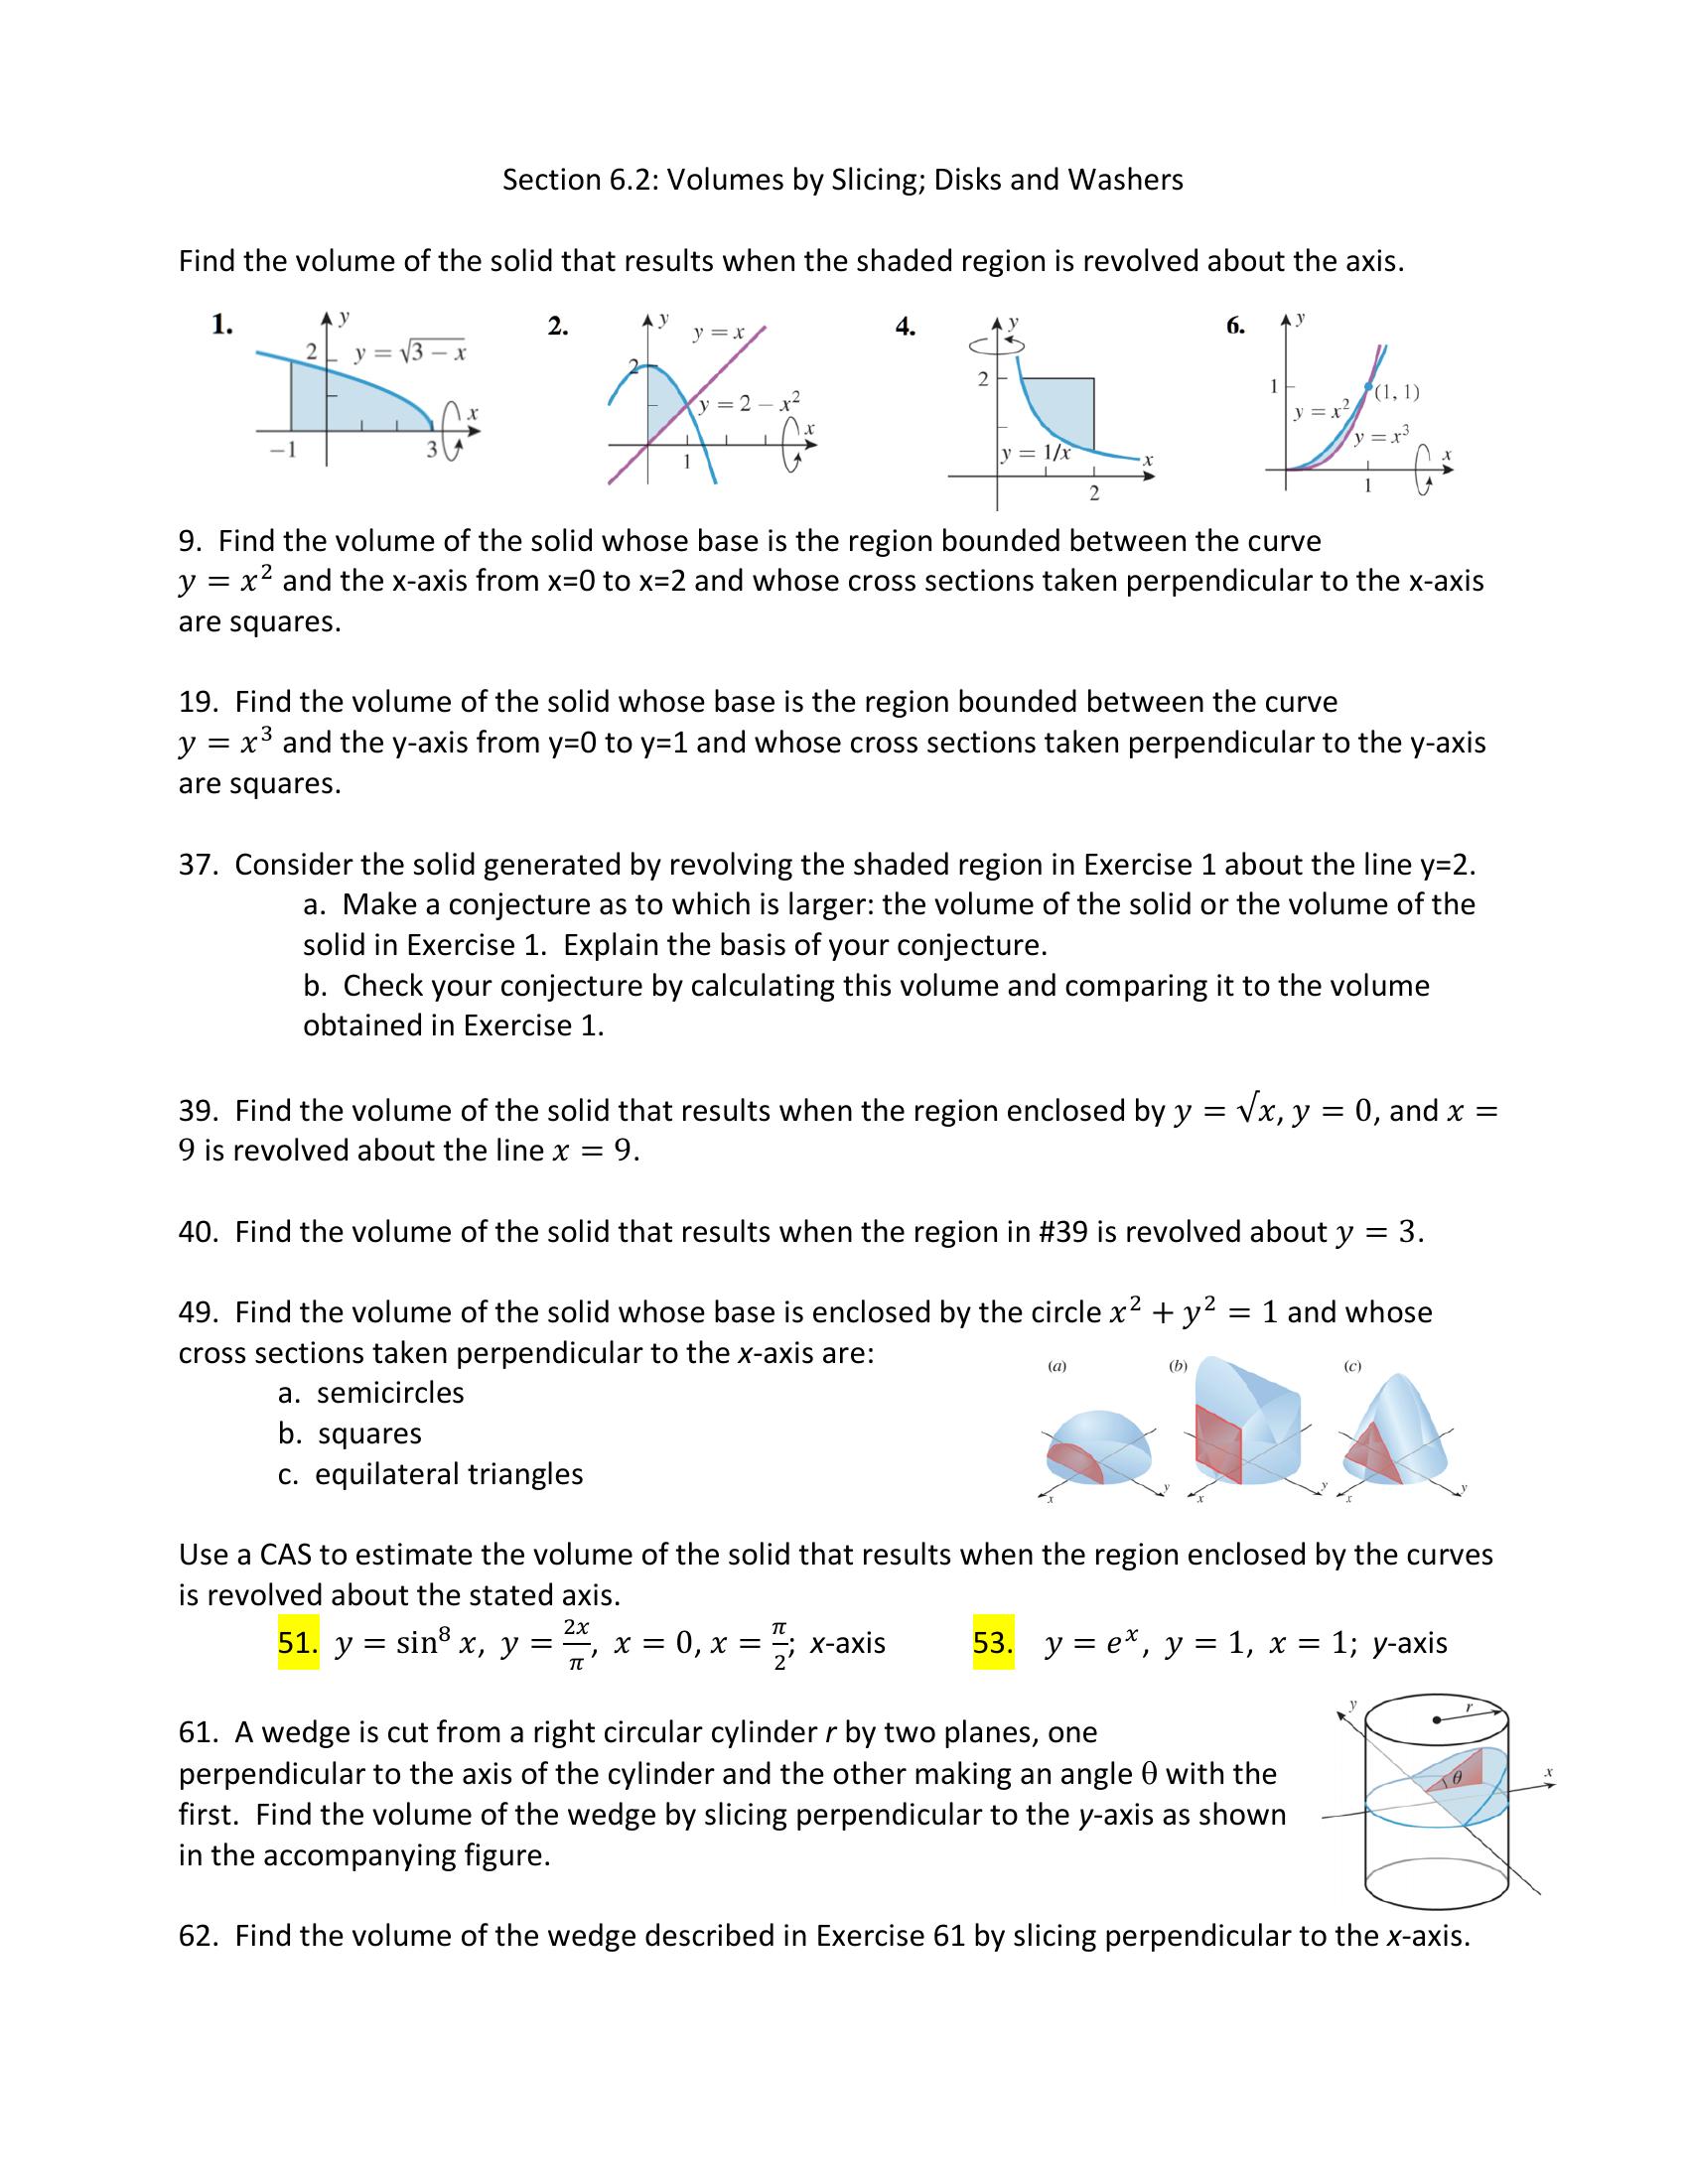 Section 6.2: Volumes by Slicing; Disks and Washers
Find the volume of the solid that results when the shaded region is revolved about the axis.
1. y 2 y = √3 − x x −1 3
2. y y = x 2 y = 2 − x² x 1
4. y 2 y = 1/x x 2
6. y 1 (1, 1) y = x² y = x³ x 1
9. Find the volume of the solid whose base is the region bounded between the curve
y = x² and the x-axis from x=0 to x=2 and whose cross sections taken perpendicular to the x-axis
are squares.
19. Find the volume of the solid whose base is the region bounded between the curve
y = x³ and the y-axis from y=0 to y=1 and whose cross sections taken perpendicular to the y-axis
are squares.
37. Consider the solid generated by revolving the shaded region in Exercise 1 about the line y=2.
a. Make a conjecture as to which is larger: the volume of the solid or the volume of the
solid in Exercise 1. Explain the basis of your conjecture.
b. Check your conjecture by calculating this volume and comparing it to the volume
obtained in Exercise 1.
39. Find the volume of the solid that results when the region enclosed by y = √x, y = 0, and x =
9 is revolved about the line x = 9.
40. Find the volume of the solid that results when the region in #39 is revolved about y = 3.
49. Find the volume of the solid whose base is enclosed by the circle x² + y² = 1 and whose
cross sections taken perpendicular to the x-axis are:
(a) (b) (c)
a. semicircles
b. squares
c. equilateral triangles
x y x y x y
Use a CAS to estimate the volume of the solid that results when the region enclosed by the curves
is revolved about the stated axis.
51. y = sin⁸ x, y = 2x/π, x = 0, x = π/2; x-axis 53. y = eˣ, y = 1, x = 1; y-axis
y r θ x
61. A wedge is cut from a right circular cylinder r by two planes, one
perpendicular to the axis of the cylinder and the other making an angle θ with the
first. Find the volume of the wedge by slicing perpendicular to the y-axis as shown
in the accompanying figure.
62. Find the volume of the wedge described in Exercise 61 by slicing perpendicular to the x-axis.